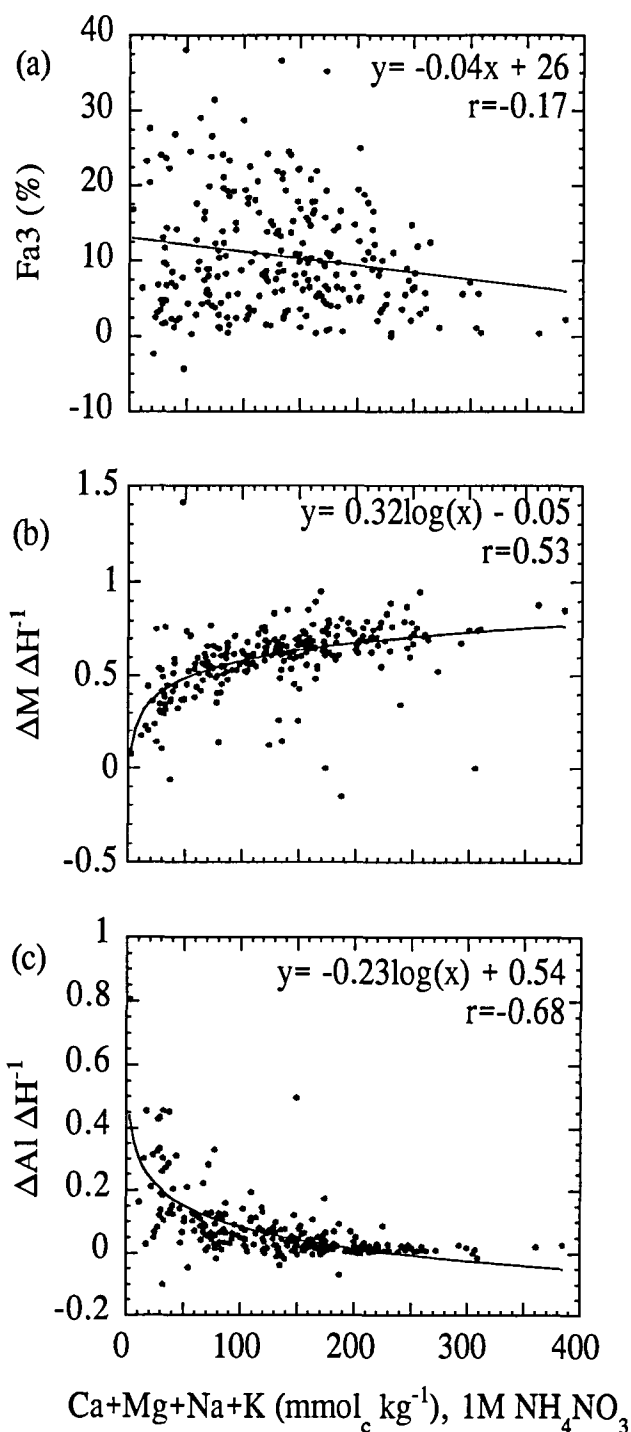 (a)
40
30
20
10
0
-10
Fa3 (%)
y= -0.04x + 26
r=-0.17
(b)
1.5
1
0.5
0
-0.5
ΔM ΔH⁻¹
y= 0.32log(x) - 0.05
r=0.53
(c)
1
0.8
0.6
0.4
0.2
0
-0.2
ΔAl ΔH⁻¹
y= -0.23log(x) + 0.54
r=-0.68
0 100 200 300 400
Ca+Mg+Na+K (mmol_c kg⁻¹), 1M NH₄NO₃